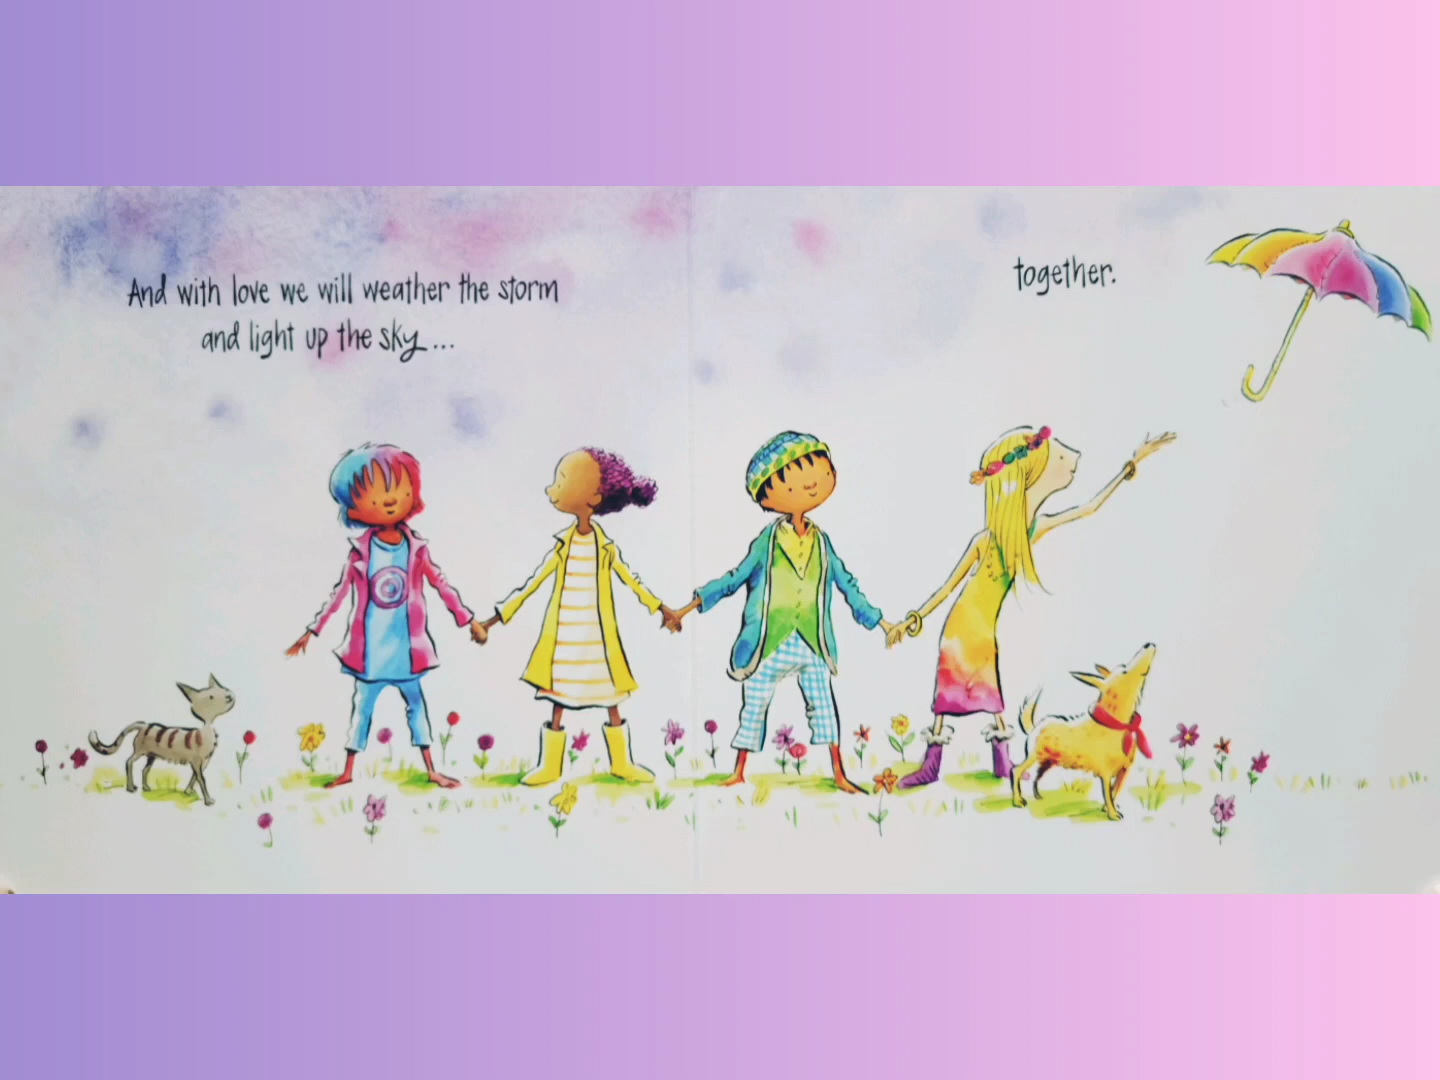 And with love we will weather the storm
and light up the sky...
together.